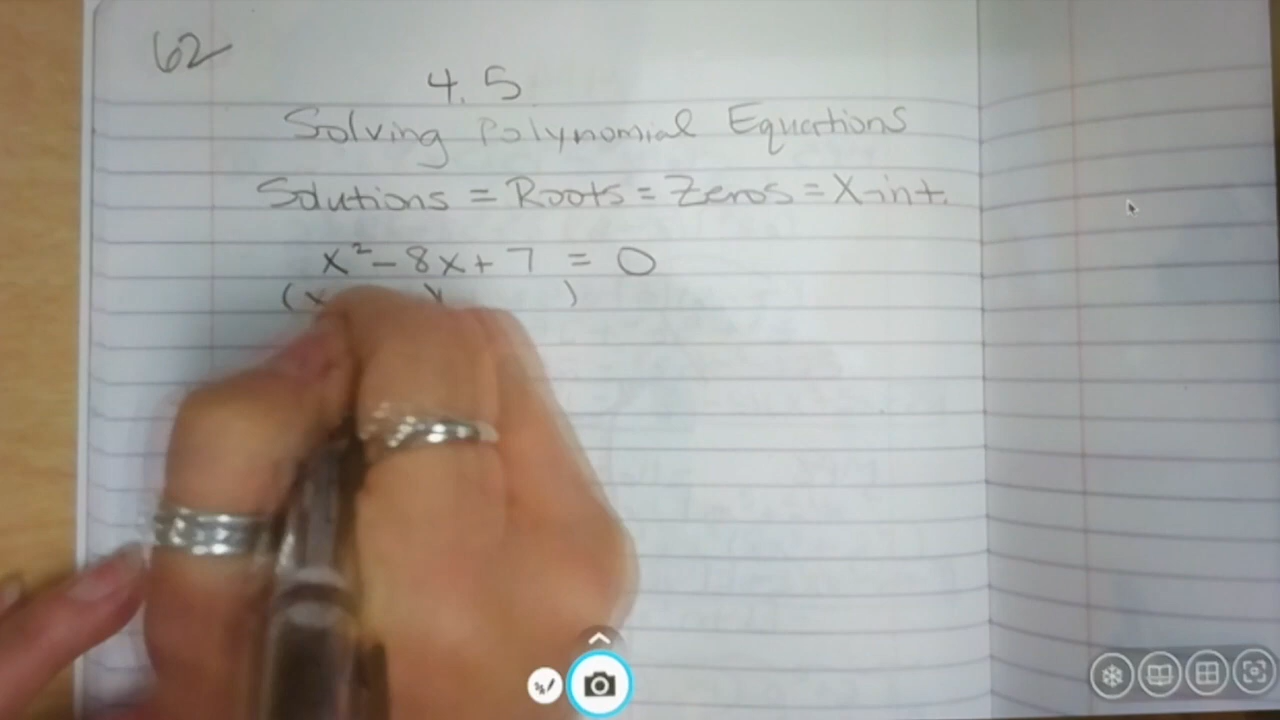 62
4.5
Solving Polynomial Equations
Solutions = Roots = Zeros = X-int.
x² - 8x + 7 = 0
(x )( )